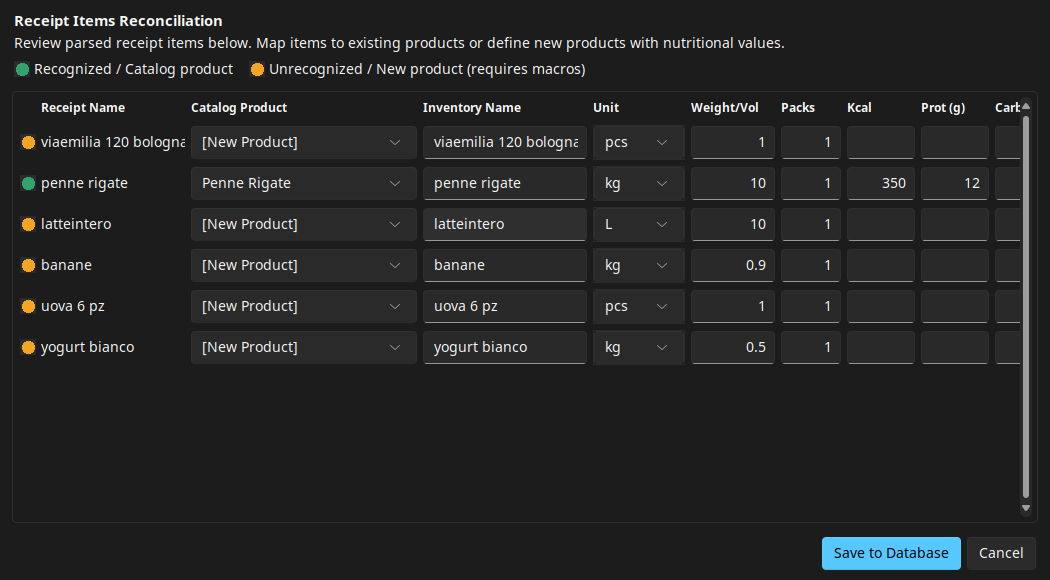 Receipt Items Reconciliation
Review parsed receipt items below. Map items to existing products or define new products with nutritional values.
Recognized / Catalog product Unrecognized / New product (requires macros)
Receipt Name Catalog Product Inventory Name Unit Weight/Vol Packs Kcal Prot (g) Carb
viaemilia 120 bologna [New Product] viaemilia 120 bologna pcs 1 1
penne rigate Penne Rigate penne rigate kg 10 1 350 12
latteintero [New Product] latteintero L 10 1
banane [New Product] banane kg 0.9 1
uova 6 pz [New Product] uova 6 pz pcs 1 1
yogurt bianco [New Product] yogurt bianco kg 0.5 1
Save to Database Cancel